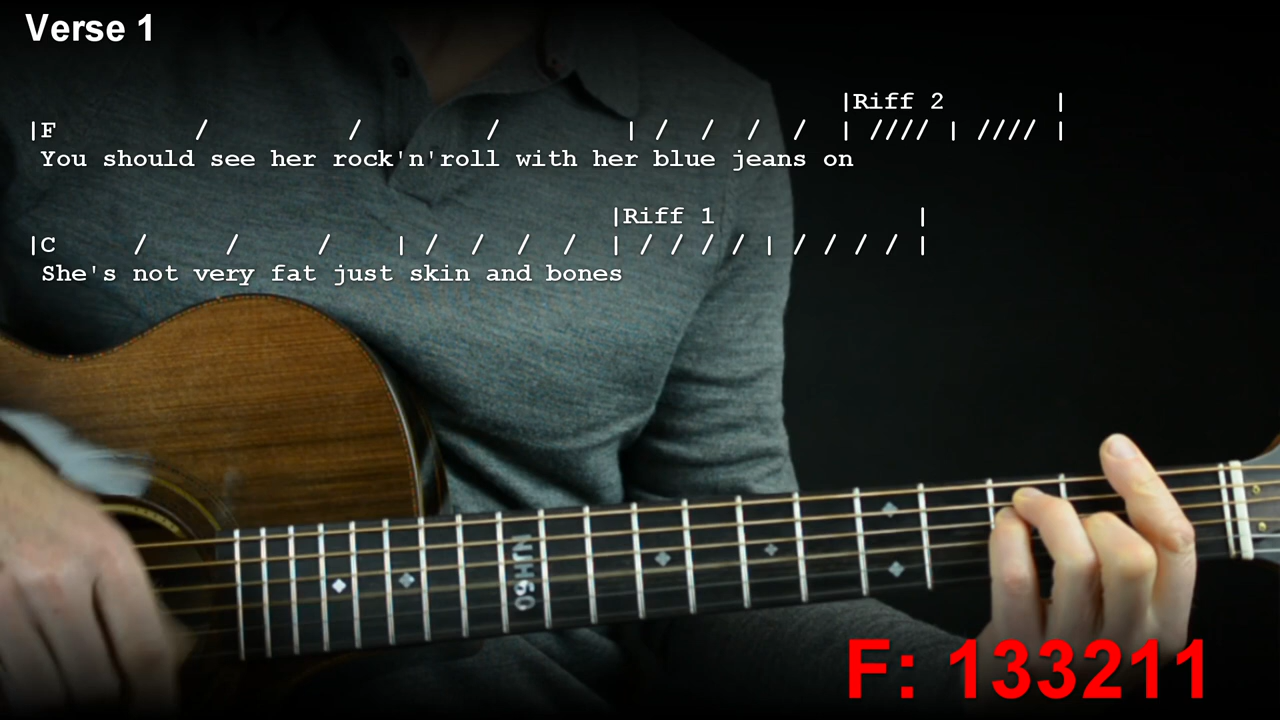 Verse 1
|Riff 2 |
|F / / / | / / / / | //// | //// |
You should see her rock'n'roll with her blue jeans on
|Riff 1 |
|C / / / | / / / / | / / / / | / / / / |
She's not very fat just skin and bones
NJH60
F: 133211